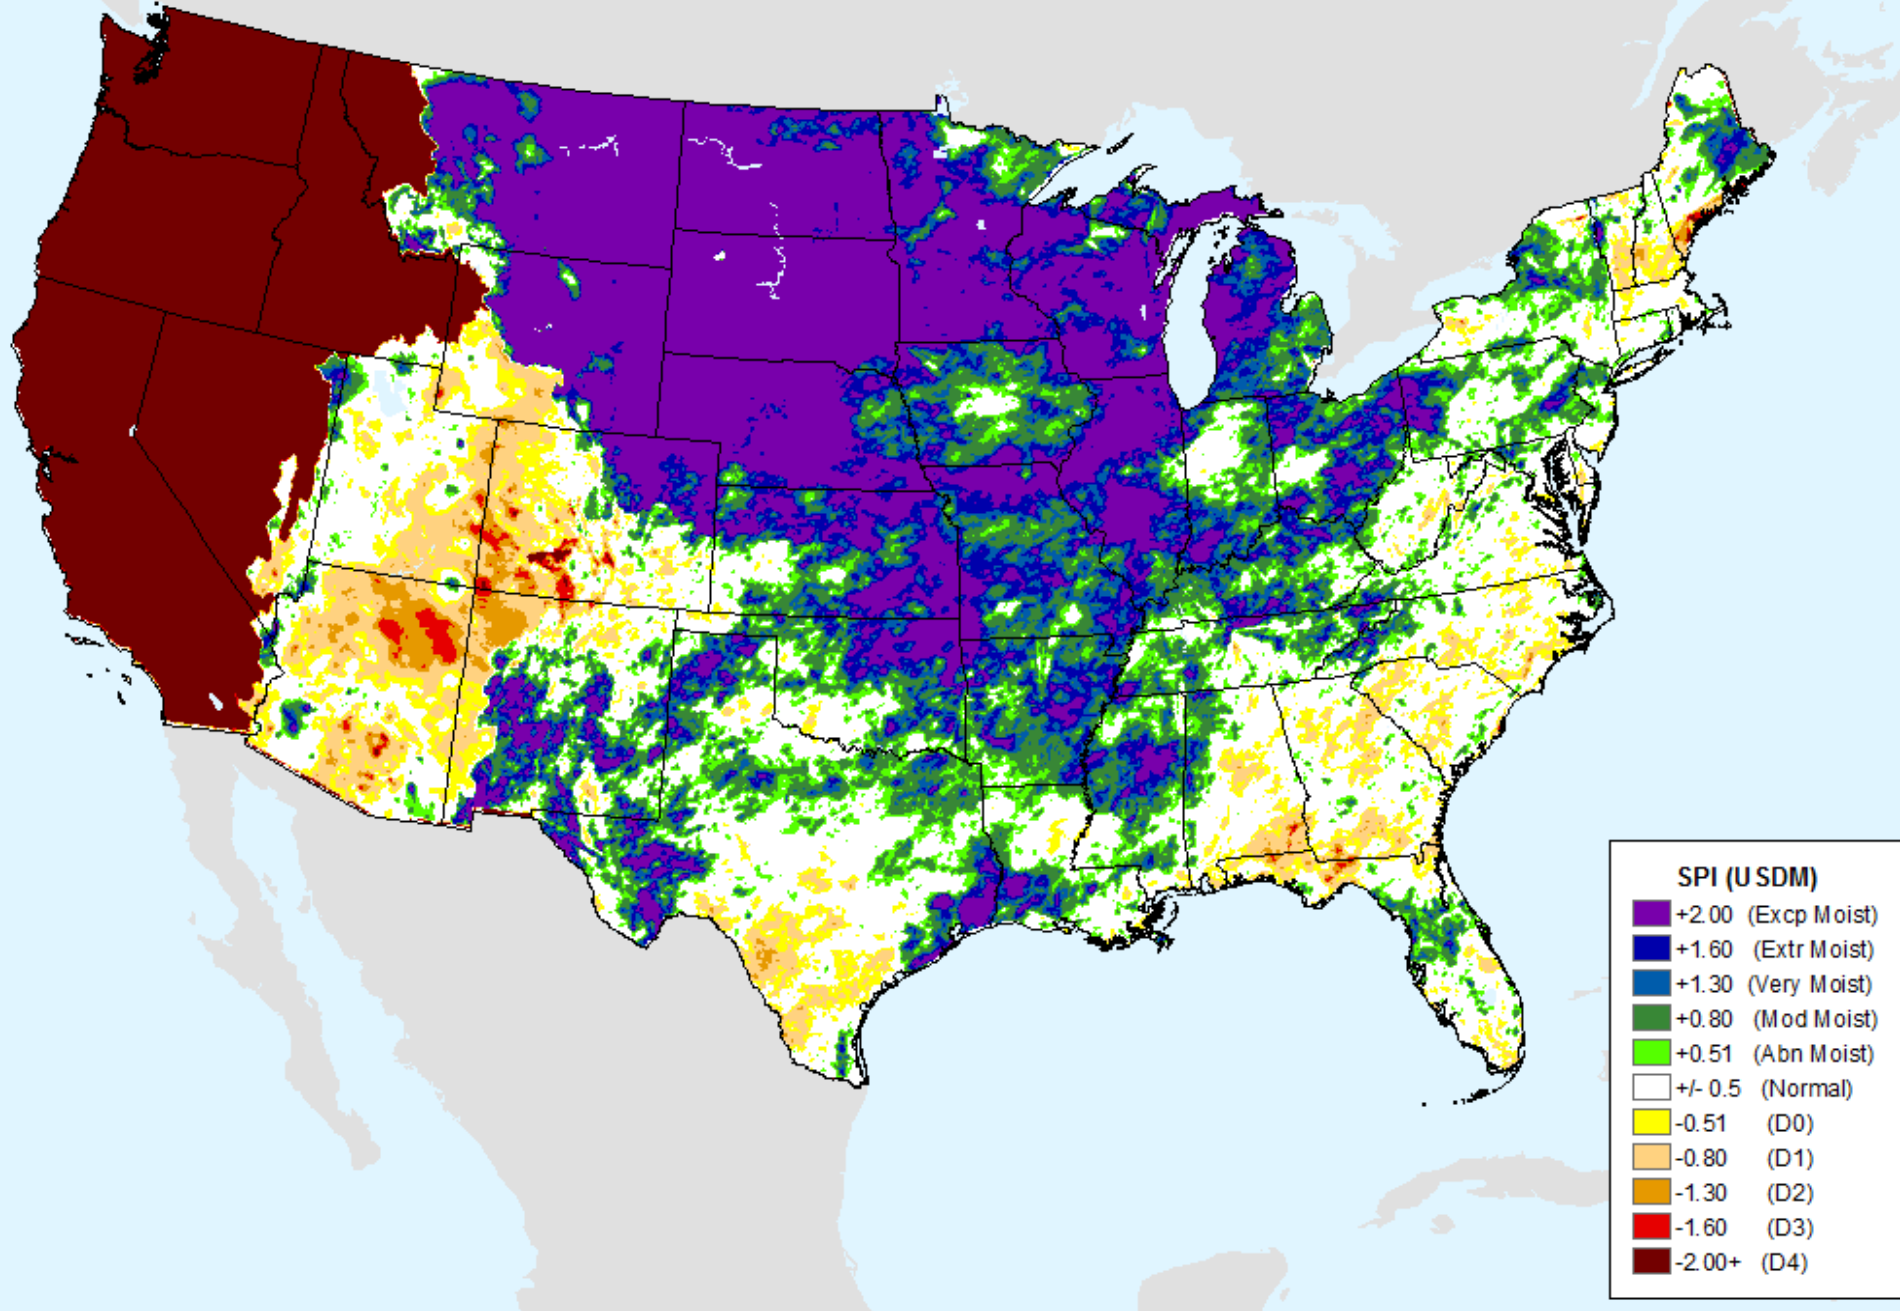 SPI (USDM)
+2.00 (Excp Moist)
+1.60 (Extr Moist)
+1.30 (Very Moist)
+0.80 (Mod Moist)
+0.51 (Abn Moist)
+/- 0.5 (Normal)
-0.51 (D0)
-0.80 (D1)
-1.30 (D2)
-1.60 (D3)
-2.00+ (D4)